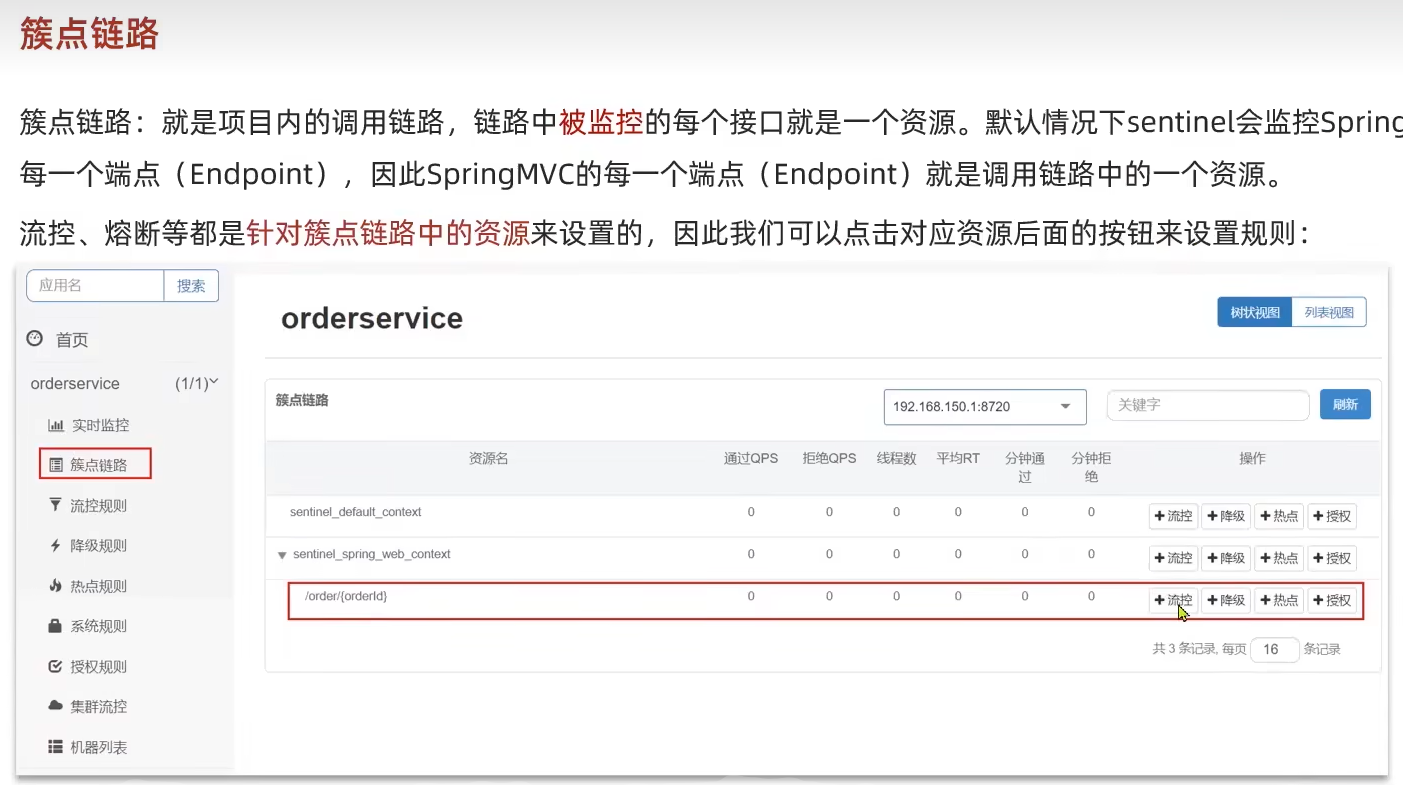 簇点链路
簇点链路：就是项目内的调用链路，链路中被监控的每个接口就是一个资源。默认情况下sentinel会监控Spring
每一个端点（Endpoint），因此SpringMVC的每一个端点（Endpoint）就是调用链路中的一个资源。
流控、熔断等都是针对簇点链路中的资源来设置的，因此我们可以点击对应资源后面的按钮来设置规则：
应用名 搜索
首页
orderservice (1/1)
实时监控
簇点链路
流控规则
降级规则
热点规则
系统规则
授权规则
集群流控
机器列表
orderservice 树状视图 列表视图
簇点链路 192.168.150.1:8720 关键字 刷新
资源名 通过QPS 拒绝QPS 线程数 平均RT 分钟通过 分钟拒绝 操作
sentinel_default_context 0 0 0 0 0 0 +流控 +降级 +热点 +授权
sentinel_spring_web_context 0 0 0 0 0 0 +流控 +降级 +热点 +授权
/order/{orderId} 0 0 0 0 0 0 +流控 +降级 +热点 +授权
共 3 条记录, 每页 16 条记录